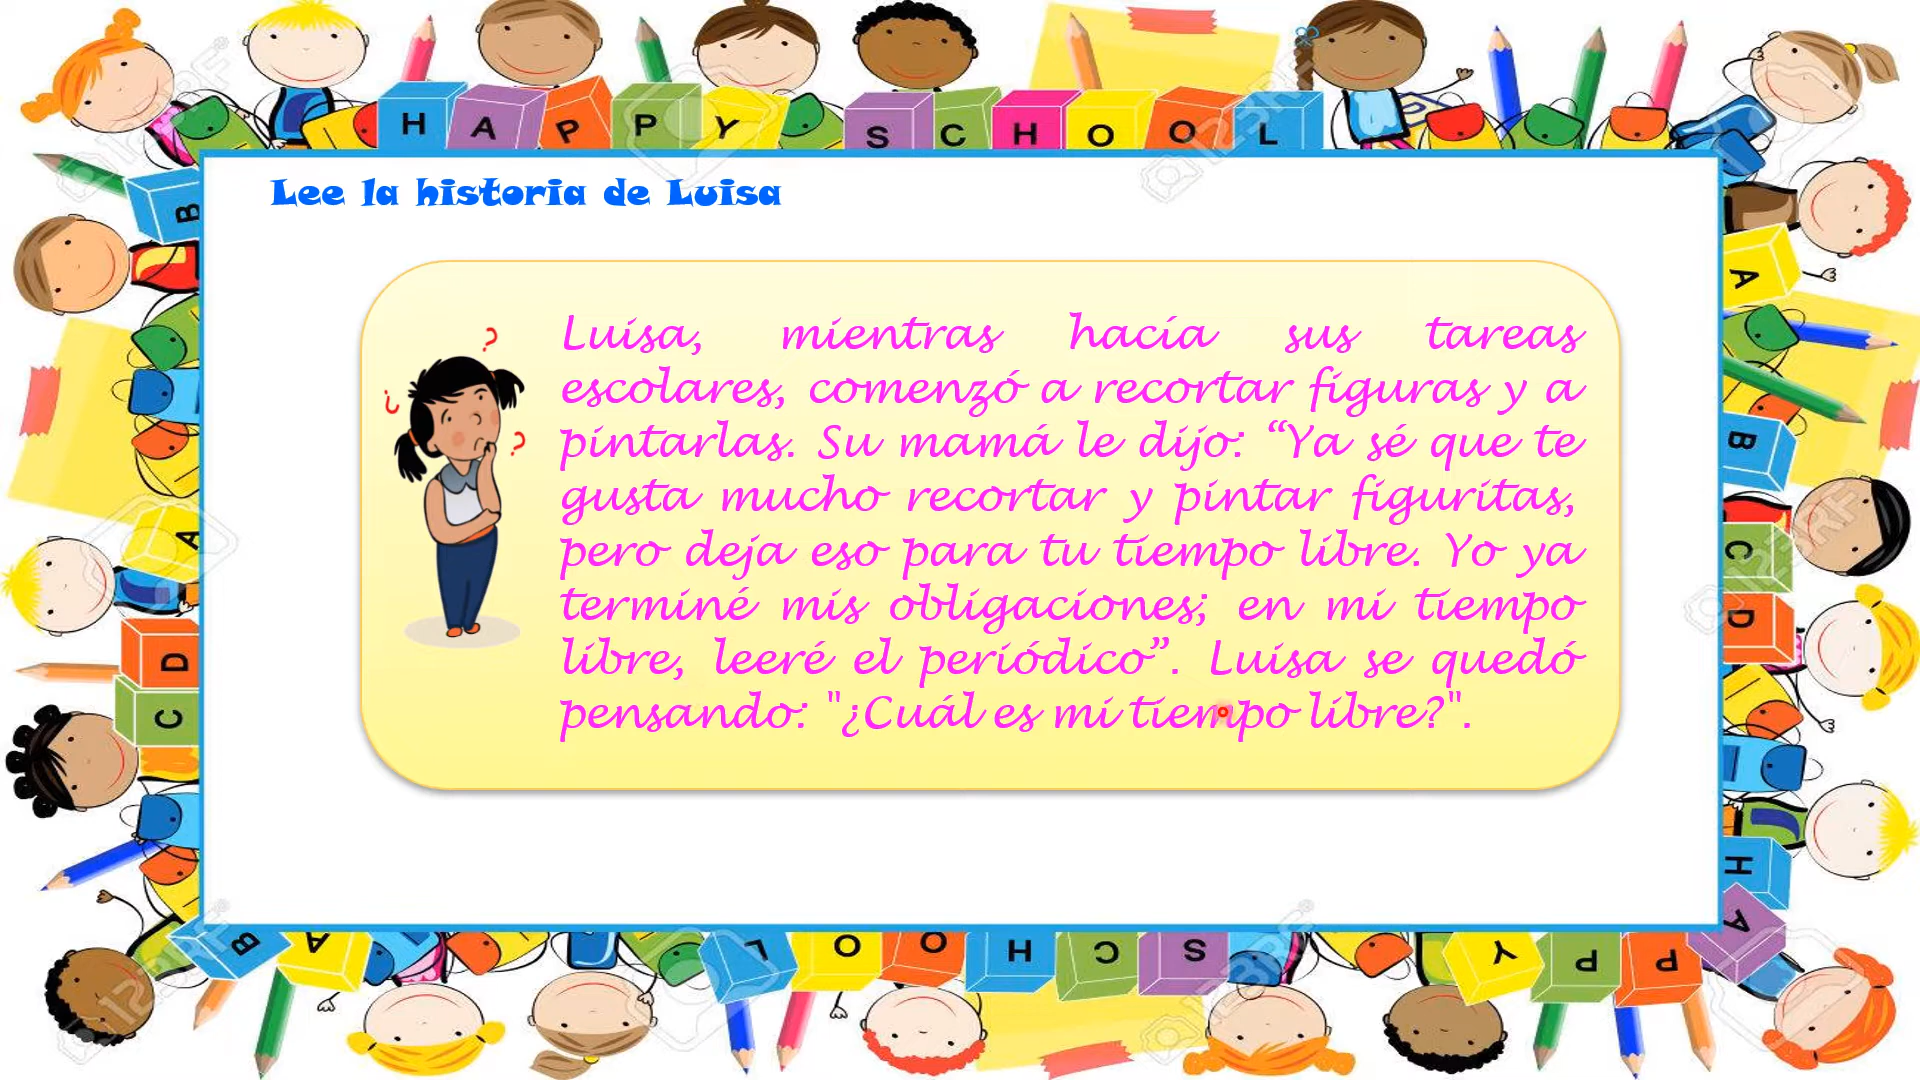 HAPPY SCHOOL
Lee la historia de Luisa
Luisa, mientras hacía sus tareas
escolares, comenzó a recortar figuras y a
pintarlas. Su mamá le dijo: “Ya sé que te
gusta mucho recortar y pintar figuritas,
pero deja eso para tu tiempo libre. Yo ya
terminé mis obligaciones; en mi tiempo
libre, leeré el periódico”. Luisa se quedó
pensando: "¿Cuál es mi tiempo libre?".
? ¿ ?
B
A
D
C
A
B
C
D
B A
HAPPY SCHOOL
123RF